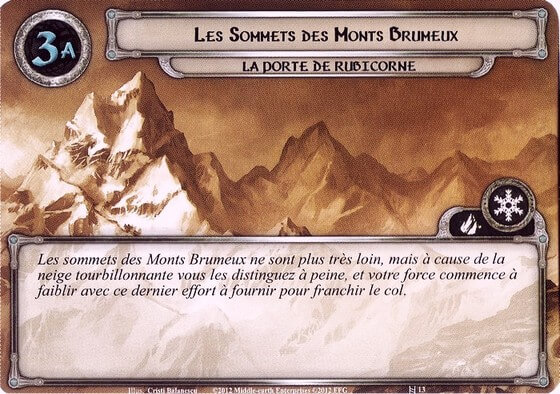 3A
Les Sommets des Monts Brumeux
La Porte de Rubicorne
Les sommets des Monts Brumeux ne sont plus très loin, mais à cause de la
neige tourbillonnante vous les distinguez à peine, et votre force commence à
faiblir avec ce dernier effort à fournir pour franchir le col.
Illus. Cristi Balanescu ©2012 Middle-earth Enterprises ©2012 FFG 13